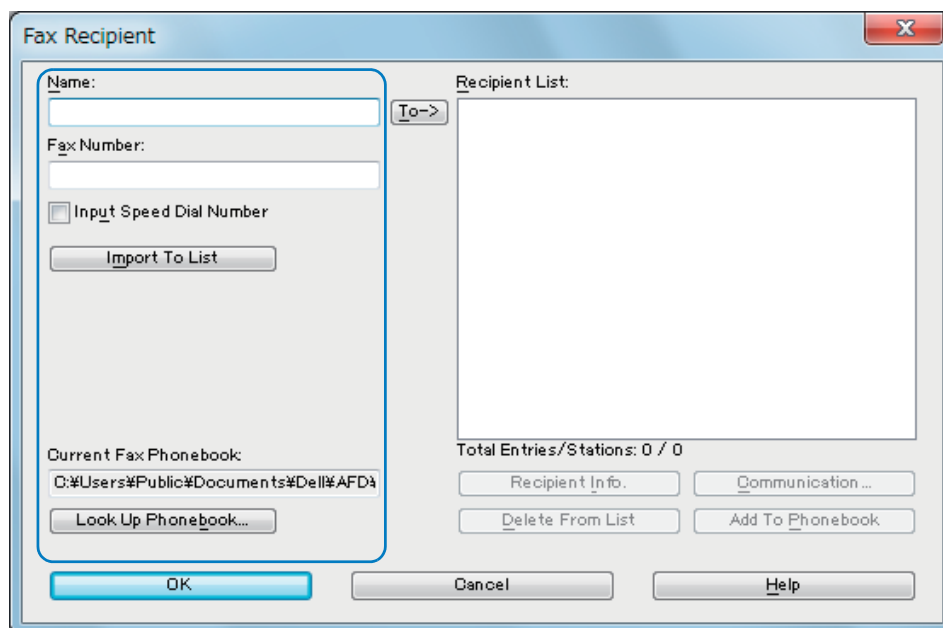 Fax Recipient
Name:
To->
Fax Number:
Input Speed Dial Number
Import To List
Current Fax Phonebook:
C:¥Users¥Public¥Documents¥Dell¥AFD¥
Look Up Phonebook...
Recipient List:
Total Entries/Stations: 0 / 0
Recipient Info.
Communication ...
Delete From List
Add To Phonebook
OK
Cancel
Help